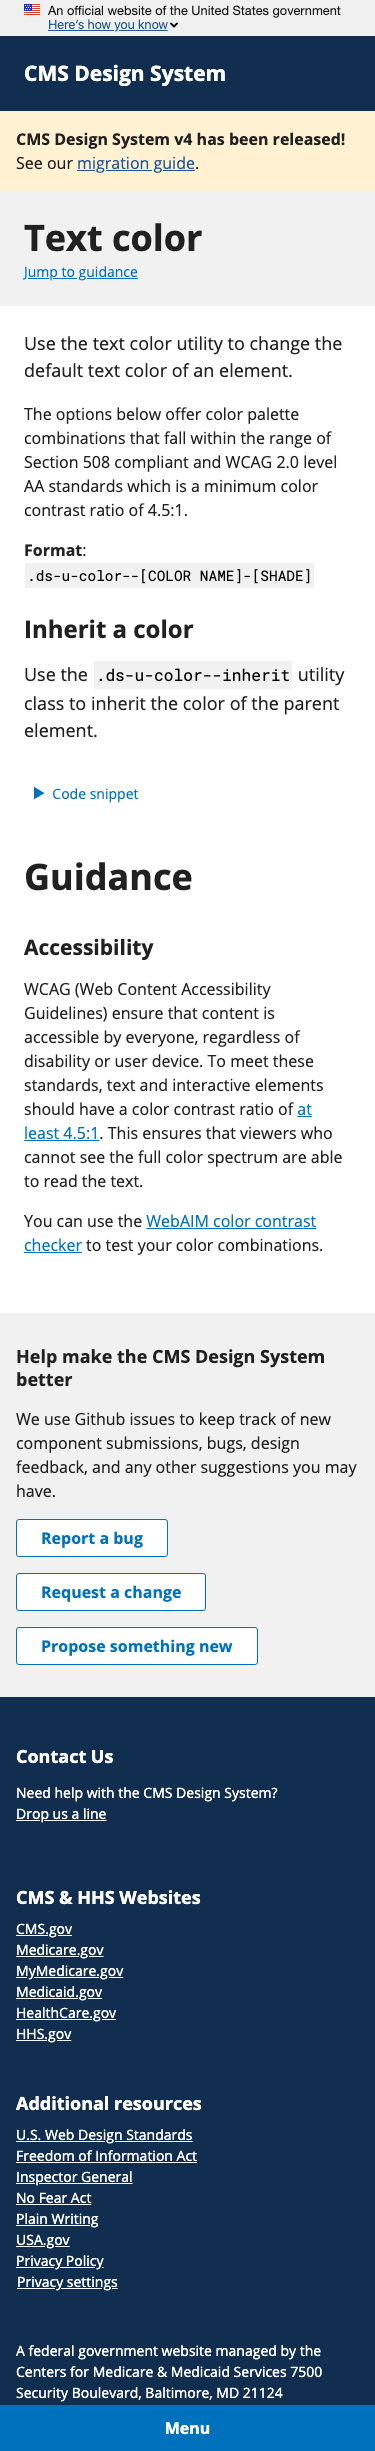 An official website of the United States government
Here's how you know
CMS Design System
CMS Design System v4 has been released!
See our migration guide.
Text color
Jump to guidance
Use the text color utility to change the
default text color of an element.
The options below offer color palette
combinations that fall within the range of
Section 508 compliant and WCAG 2.0 level
AA standards which is a minimum color
contrast ratio of 4.5:1.
Format:
.ds-u-color--[COLOR NAME]-[SHADE]
Inherit a color
Use the .ds-u-color--inherit utility
class to inherit the color of the parent
element.
Code snippet
Guidance
Accessibility
WCAG (Web Content Accessibility
Guidelines) ensure that content is
accessible by everyone, regardless of
disability or user device. To meet these
standards, text and interactive elements
should have a color contrast ratio of at
least 4.5:1. This ensures that viewers who
cannot see the full color spectrum are able
to read the text.
You can use the WebAIM color contrast
checker to test your color combinations.
Help make the CMS Design System
better
We use Github issues to keep track of new
component submissions, bugs, design
feedback, and any other suggestions you may
have.
Report a bug
Request a change
Propose something new
Contact Us
Need help with the CMS Design System?
Drop us a line
CMS & HHS Websites
CMS.gov
Medicare.gov
MyMedicare.gov
Medicaid.gov
HealthCare.gov
HHS.gov
Additional resources
U.S. Web Design Standards
Freedom of Information Act
Inspector General
No Fear Act
Plain Writing
USA.gov
Privacy Policy
Privacy settings
A federal government website managed by the
Centers for Medicare & Medicaid Services 7500
Security Boulevard, Baltimore, MD 21124
Menu